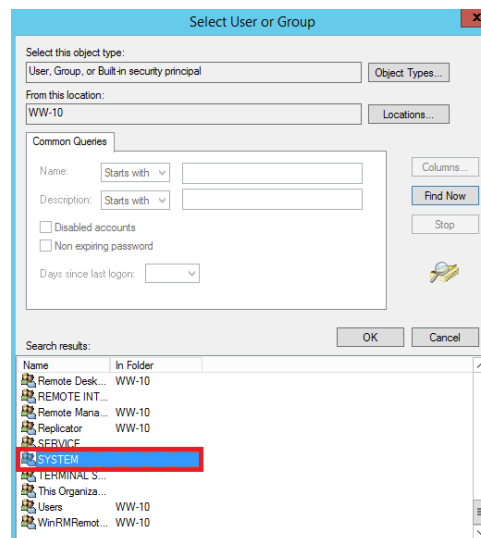 Select User or Group
x
Select this object type:
User, Group, or Built-in security principal
Object Types...
From this location:
WW-10
Locations...
Common Queries
Name: Starts with
Columns...
Description: Starts with
Find Now
Disabled accounts
Stop
Non expiring password
Days since last logon:
OK Cancel
Search results:
Name In Folder
Remote Desk... WW-10
REMOTE INT...
Remote Mana... WW-10
Replicator WW-10
SERVICE
SYSTEM
TERMINAL S...
This Organiza...
Users WW-10
WinRMRemot... WW-10